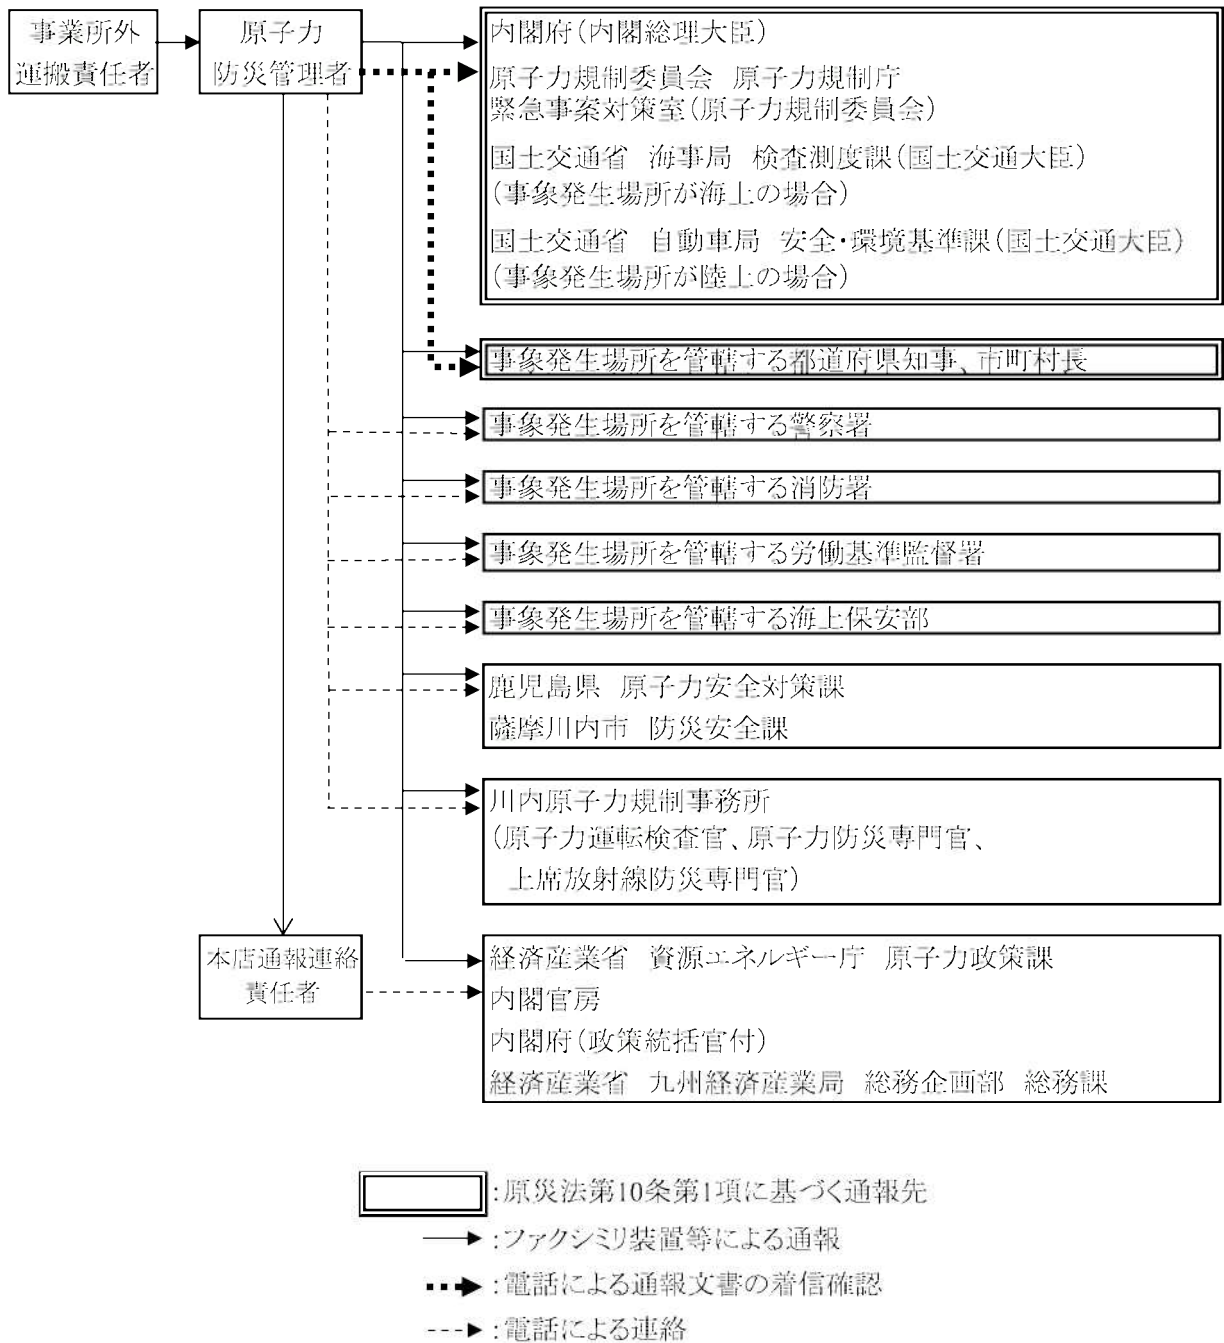 事業所外
運搬責任者
原子力
防災管理者
内閣府(内閣総理大臣)
原子力規制委員会 原子力規制庁
緊急事案対策室(原子力規制委員会)
国土交通省 海事局 検査測度課(国土交通大臣)
(事象発生場所が海上の場合)
国土交通省 自動車局 安全・環境基準課(国土交通大臣)
(事象発生場所が陸上の場合)
事象発生場所を管轄する都道府県知事、市町村長
事象発生場所を管轄する警察署
事象発生場所を管轄する消防署
事象発生場所を管轄する労働基準監督署
事象発生場所を管轄する海上保安部
鹿児島県 原子力安全対策課
薩摩川内市 防災安全課
川内原子力規制事務所
(原子力運転検査官、原子力防災専門官、
上席放射線防災専門官)
本店通報連絡
責任者
経済産業省 資源エネルギー庁 原子力政策課
内閣官房
内閣府(政策統括官付)
経済産業省 九州経済産業局 総務企画部 総務課
:原災法第10条第1項に基づく通報先
:ファクシミリ装置等による通報
:電話による通報文書の着信確認
:電話による連絡